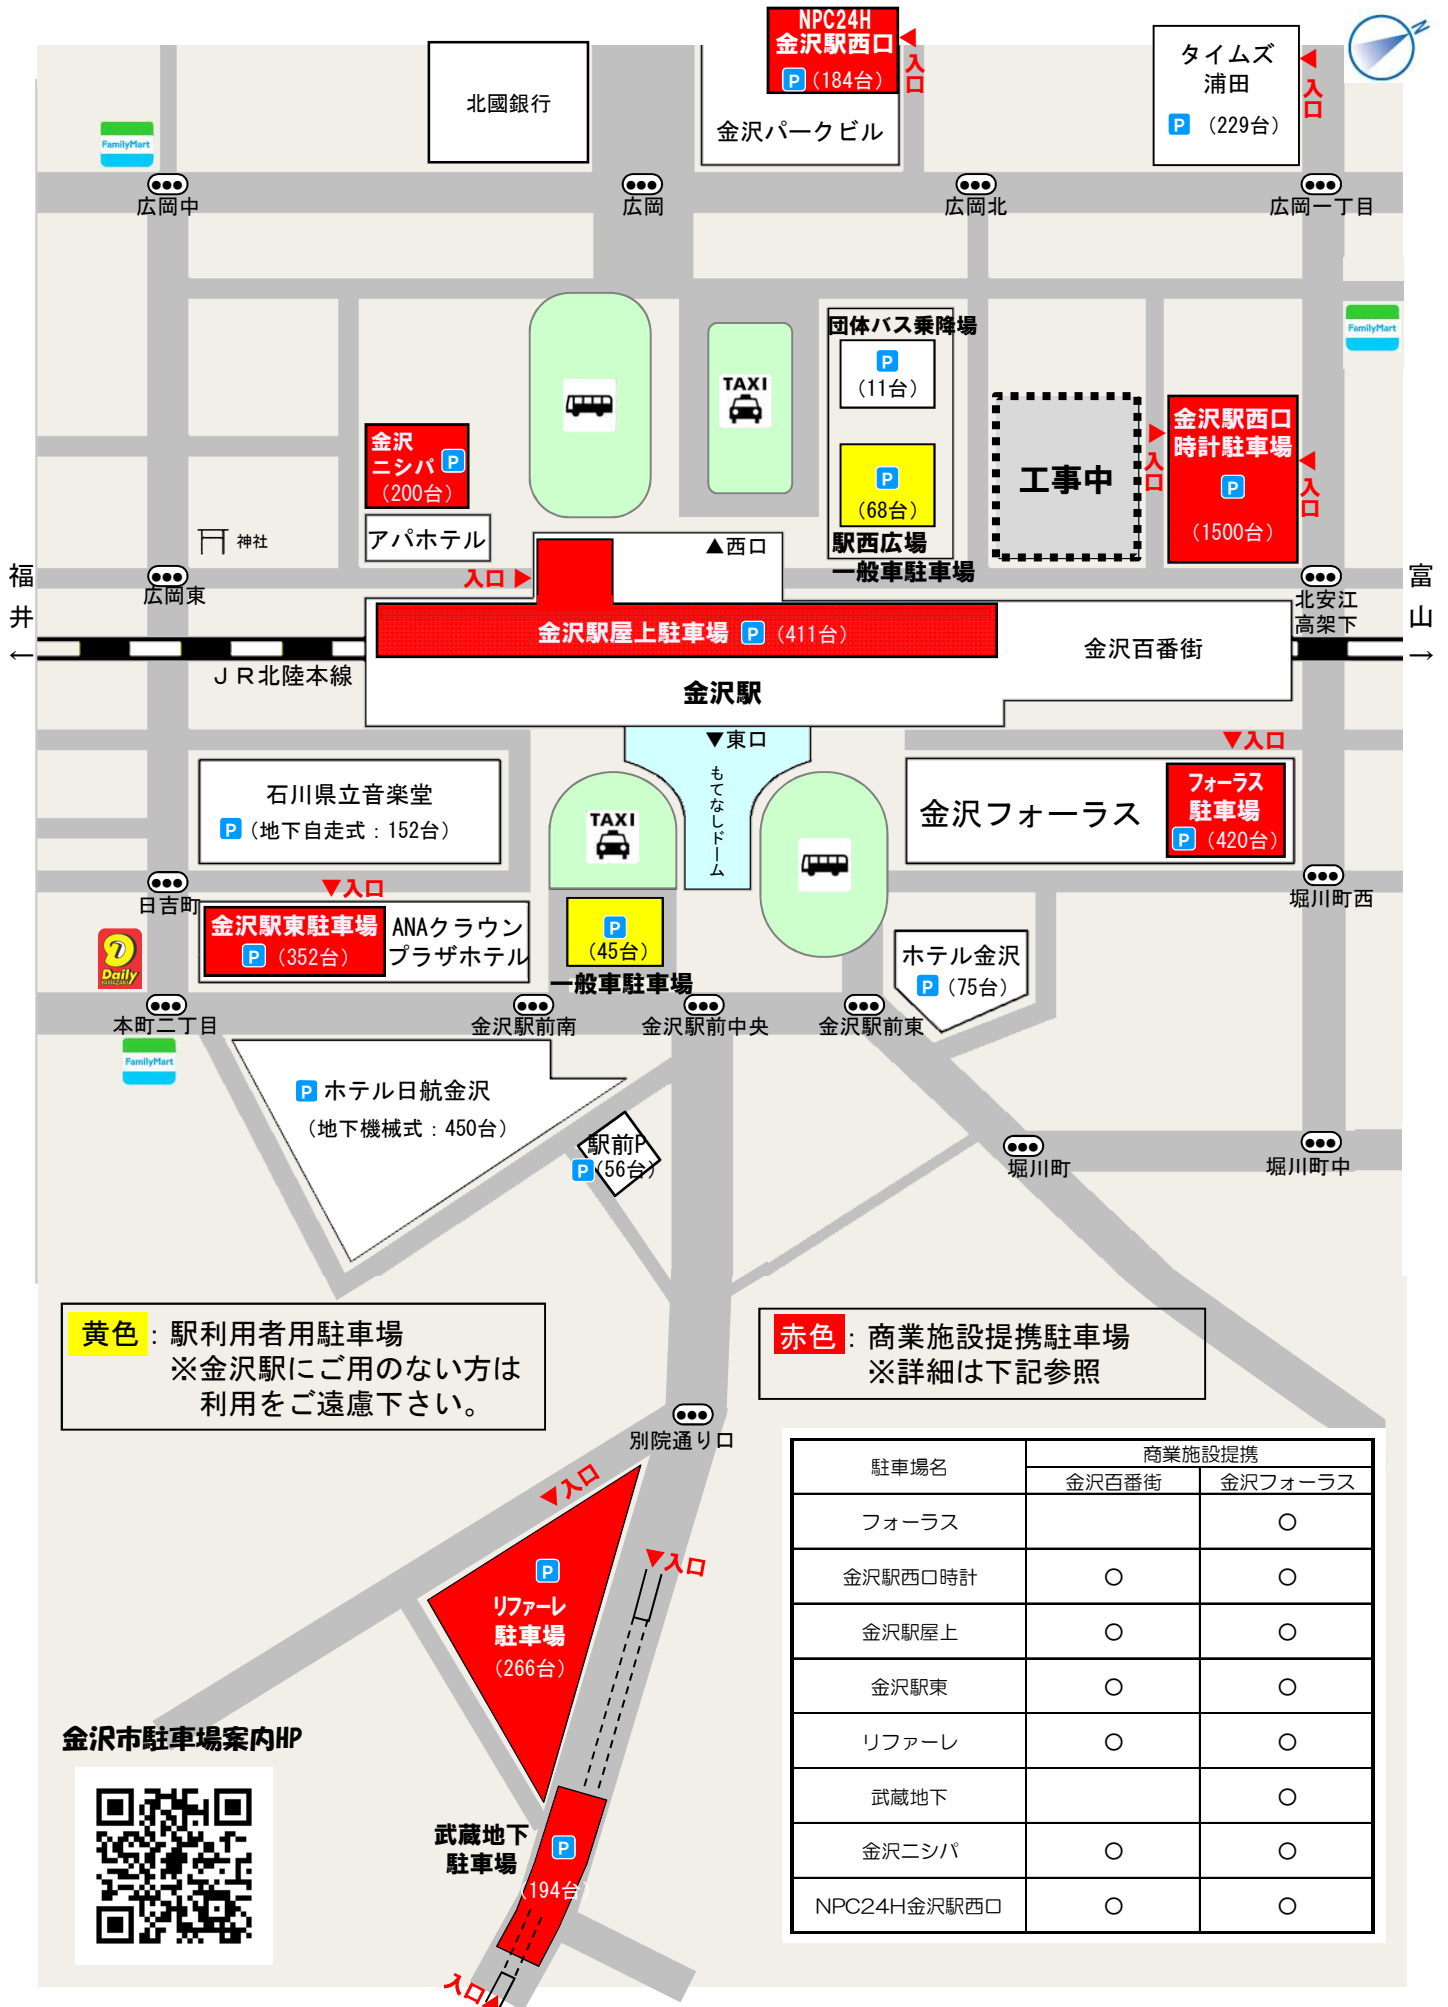 NPC24H
金沢駅西口
P（184台）
入口
金沢パークビル
北國銀行
タイムズ
浦田
P（229台）
入口
N
FamilyMart
広岡中
広岡
広岡北
広岡一丁目
団体バス乗降場
P
（11台）
TAXI
FamilyMart
金沢
ニシパ P
（200台）
アパホテル
P
（68台）
駅西広場
一般車駐車場
工事中
入口
金沢駅西口
時計駐車場
P
（1500台）
入口
神社
▲西口
入口
広岡東
北安江
高架下
福井
←
富山
→
金沢駅屋上駐車場 P（411台）
金沢百番街
ＪＲ北陸本線
金沢駅
▼東口
もてなしドーム
▼入口
石川県立音楽堂
P（地下自走式：152台）
TAXI
金沢フォーラス
フォーラス
駐車場
P（420台）
日吉町
▼入口
堀川町西
金沢駅東駐車場
P（352台）
ANAクラウン
プラザホテル
P
（45台）
一般車駐車場
ホテル金沢
P（75台）
Daily
YAMAZAKI
本町二丁目
金沢駅前南
金沢駅前中央
金沢駅前東
FamilyMart
P ホテル日航金沢
（地下機械式：450台）
駅前P
P（56台）
堀川町
堀川町中
黄色：駅利用者用駐車場
※金沢駅にご用のない方は
利用をご遠慮下さい。
赤色：商業施設提携駐車場
※詳細は下記参照
別院通り口
▼入口
P
リファーレ
駐車場
（266台）
▼入口
駐車場名 商業施設提携
金沢百番街 金沢フォーラス
フォーラス ○
金沢駅西口時計 ○ ○
金沢駅屋上 ○ ○
金沢駅東 ○ ○
リファーレ ○ ○
武蔵地下 ○
金沢ニシパ ○ ○
NPC24H金沢駅西口 ○ ○
金沢市駐車場案内HP
武蔵地下
駐車場
P
（194台）
入口